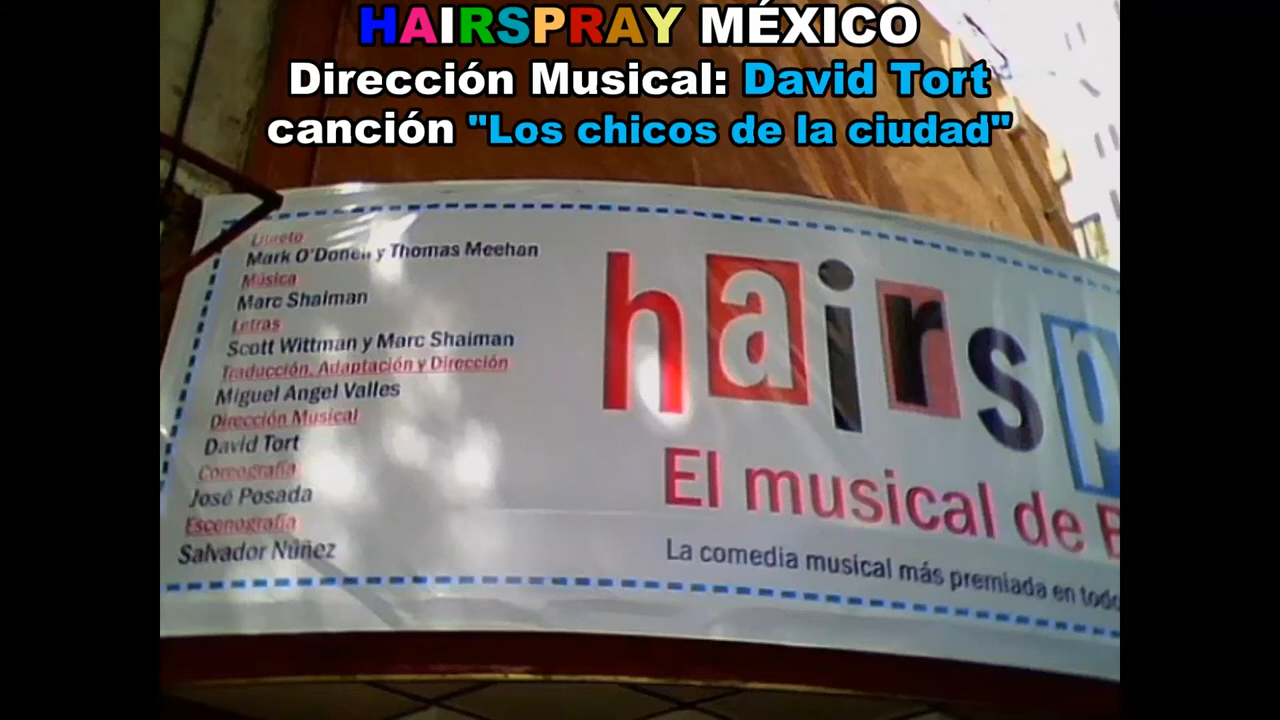 HAIRSPRAY MÉXICO
Dirección Musical: David Tort
canción "Los chicos de la ciudad"
Libreto
Mark O'Donell y Thomas Meehan
Música
Marc Shaiman
Letras
Scott Wittman y Marc Shaiman
Traducción, Adaptación y Dirección
Miguel Angel Valles
Dirección Musical
David Tort
Coreografía
José Posada
Escenografía
Salvador Núñez
hairsp
El musical de B
La comedia musical más premiada en todo